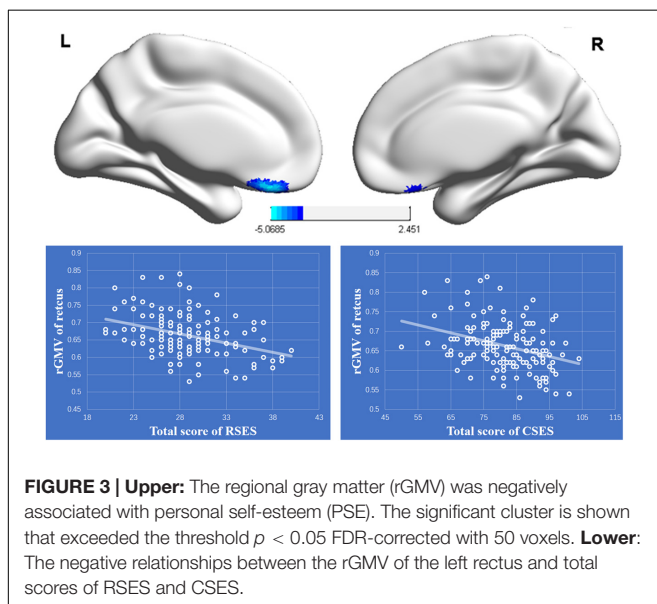 L
R
-5.0685 2.451
rGMV of retcus
0.9
0.85
0.8
0.75
0.7
0.65
0.6
0.55
0.5
0.45
18 23 28 33 38 43
Total score of RSES
rGMV of retcus
0.9
0.85
0.8
0.75
0.7
0.65
0.6
0.55
0.5
45 55 65 75 85 95 105 115
Total score of CSES
FIGURE 3 | Upper: The regional gray matter (rGMV) was negatively
associated with personal self-esteem (PSE). The significant cluster is shown
that exceeded the threshold p < 0.05 FDR-corrected with 50 voxels. Lower:
The negative relationships between the rGMV of the left rectus and total
scores of RSES and CSES.